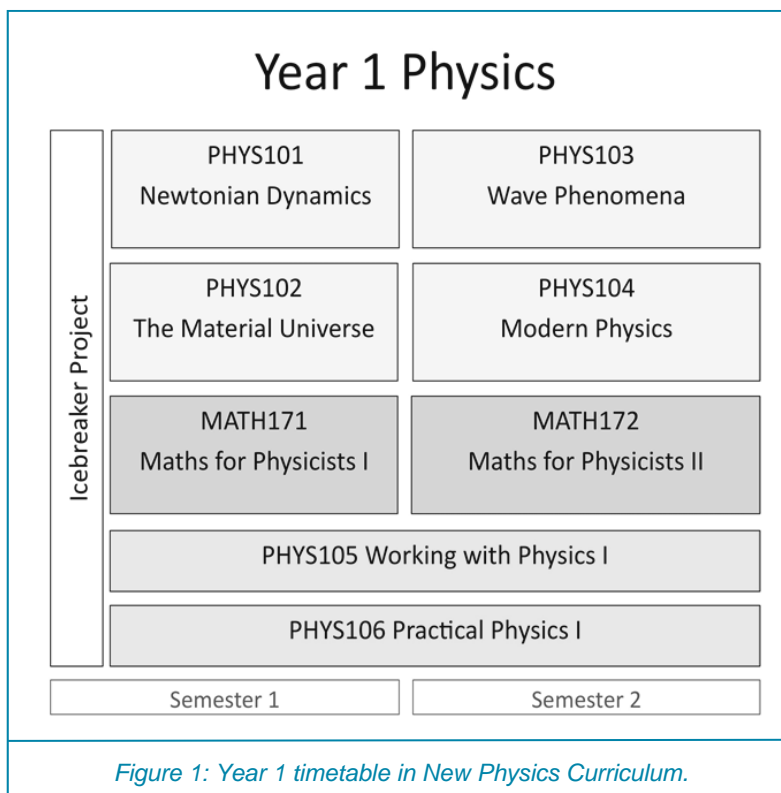 Year 1 Physics
Icebreaker Project
PHYS101
Newtonian Dynamics
PHYS103
Wave Phenomena
PHYS102
The Material Universe
PHYS104
Modern Physics
MATH171
Maths for Physicists I
MATH172
Maths for Physicists II
PHYS105 Working with Physics I
PHYS106 Practical Physics I
Semester 1
Semester 2
Figure 1: Year 1 timetable in New Physics Curriculum.